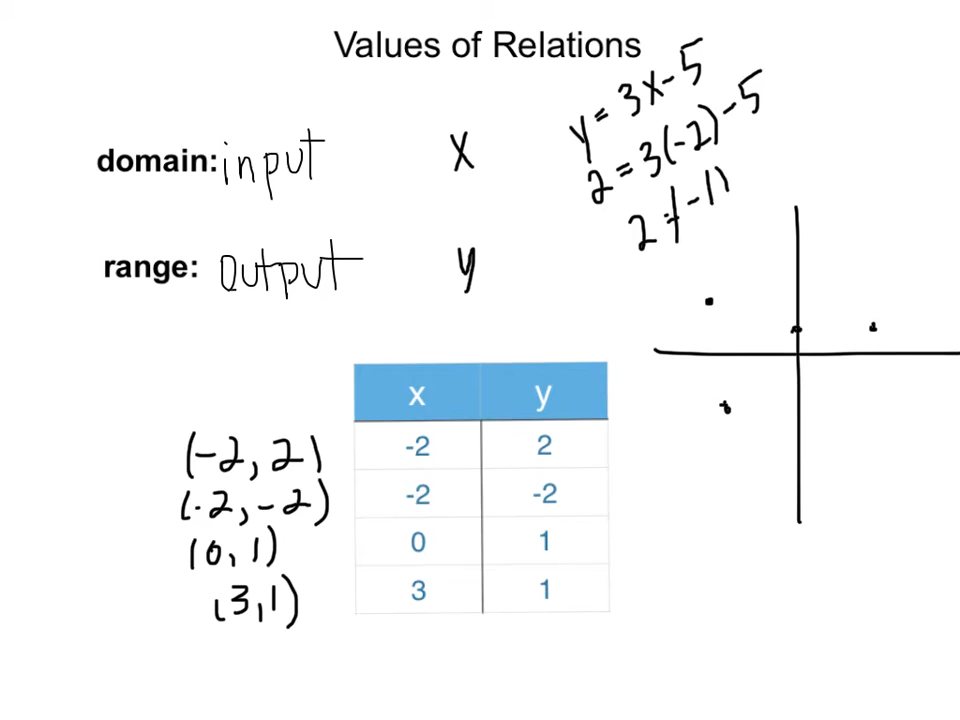 Values of Relations
domain: input x
range: output y
y = 3x - 5
2 = 3(-2) - 5
2 ≠ -11
x y
(-2, 2) -2 2
(-2, -2) -2 -2
(0, 1) 0 1
(3, 1) 3 1